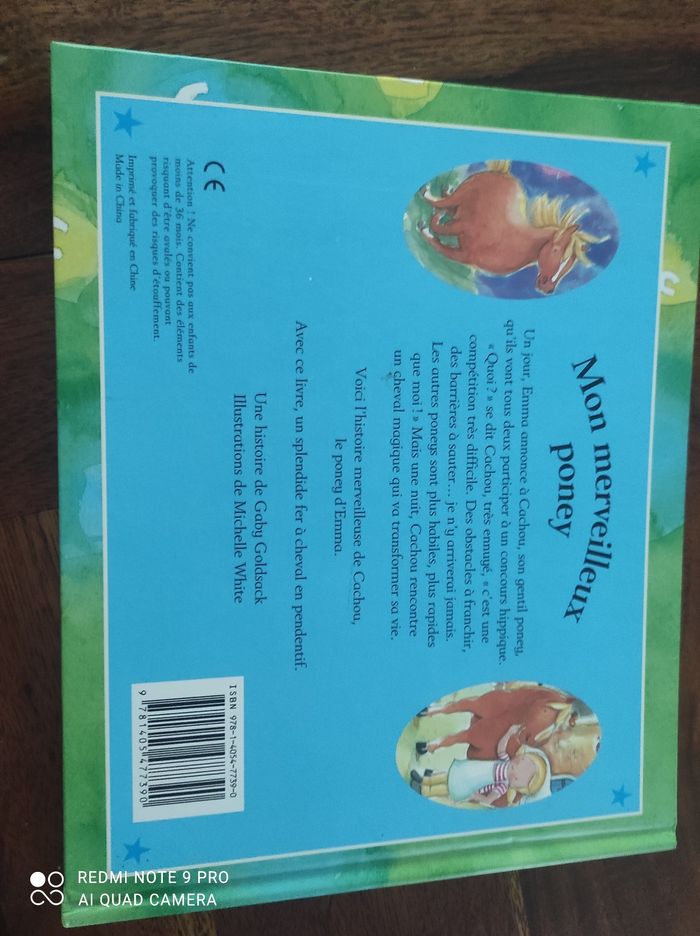 Mon merveilleux
poney
Un jour, Emma annonce à Cachou, son gentil poney,
qu'ils vont tous deux participer à un concours hippique.
« Quoi ? » se dit Cachou, très ennuyé, « c'est une
compétition très difficile. Des obstacles à franchir,
des barrières à sauter... je n'y arriverai jamais.
Les autres poneys sont plus habiles, plus rapides
que moi ! » Mais une nuit, Cachou rencontre
un cheval magique qui va transformer sa vie.
Voici l'histoire merveilleuse de Cachou,
le poney d'Emma.
Avec ce livre, un splendide fer à cheval en pendentif.
Une histoire de Gaby Goldsack
Illustrations de Michelle White
CE
Attention ! Ne convient pas aux enfants de
moins de 36 mois. Contient des éléments
risquant d'être avalés ou pouvant
provoquer des risques d'étouffement.
Imprimé et fabriqué en Chine
Made in China
ISBN 978-1-4054-7739-0
9 781405 477390
REDMI NOTE 9 PRO
AI QUAD CAMERA